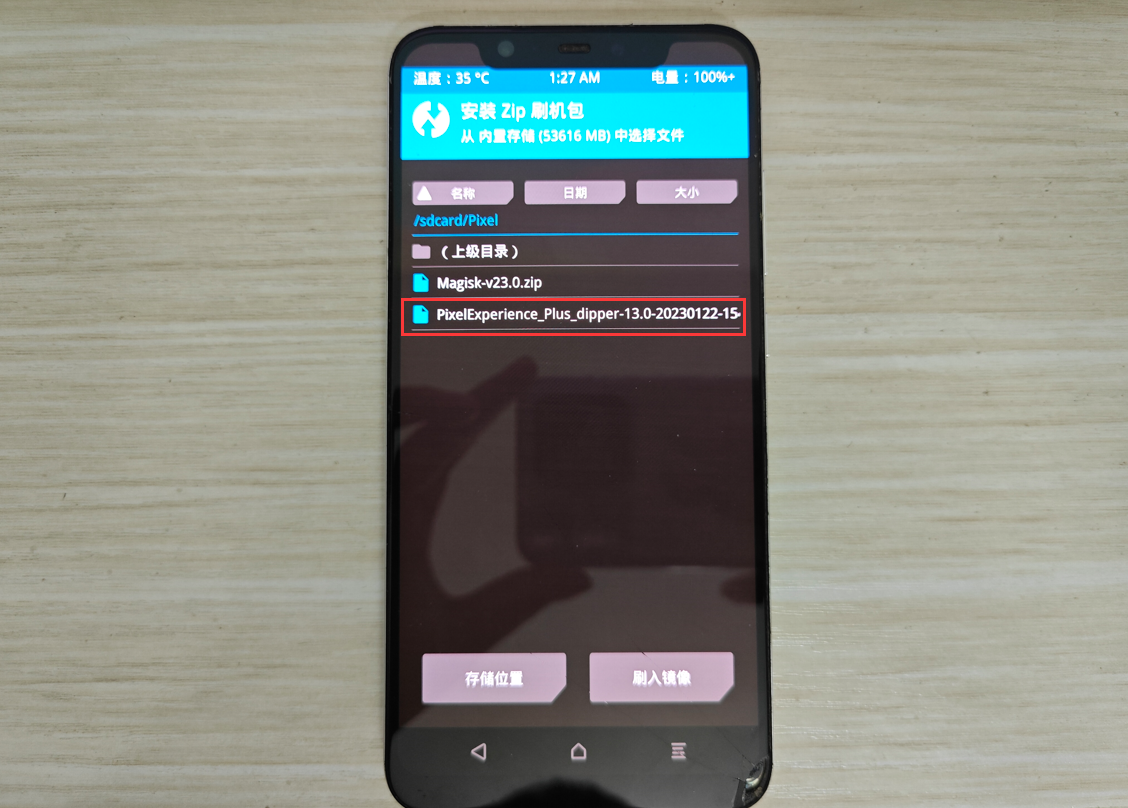 温度：35 °C 1:27 AM 电量：100%+
安装 Zip 刷机包
从 内置存储 (53616 MB) 中选择文件
名称 日期 大小
/sdcard/Pixel
（上级目录）
Magisk-v23.0.zip
PixelExperience_Plus_dipper-13.0-20230122-15
存储位置 刷入镜像